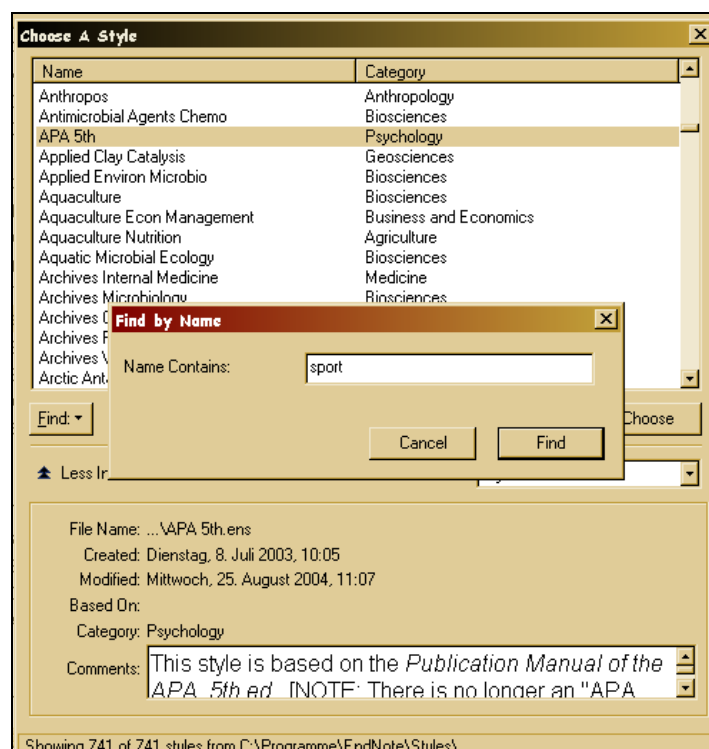 Choose A Style
Name Category
Anthropos Anthropology
Antimicrobial Agents Chemo Biosciences
APA 5th Psychology
Applied Clay Catalysis Geosciences
Applied Environ Microbio Biosciences
Aquaculture Biosciences
Aquaculture Econ Management Business and Economics
Aquaculture Nutrition Agriculture
Aquatic Microbial Ecology Biosciences
Archives Internal Medicine Medicine
Archives Microbiology Biosciences
Archives
Archives
Archives
Arctic
Find by Name
Name Contains: sport
Cancel Find
Find: Choose
Less
File Name: ...\APA 5th.ens
Created: Dienstag, 8. Juli 2003, 10:05
Modified: Mittwoch, 25. August 2004, 11:07
Based On:
Category: Psychology
Comments: This style is based on the Publication Manual of the
APA, 5th ed. [NOTE: There is no longer an "APA
Showing 741 of 741 styles from C:\Programme\EndNote\Styles\